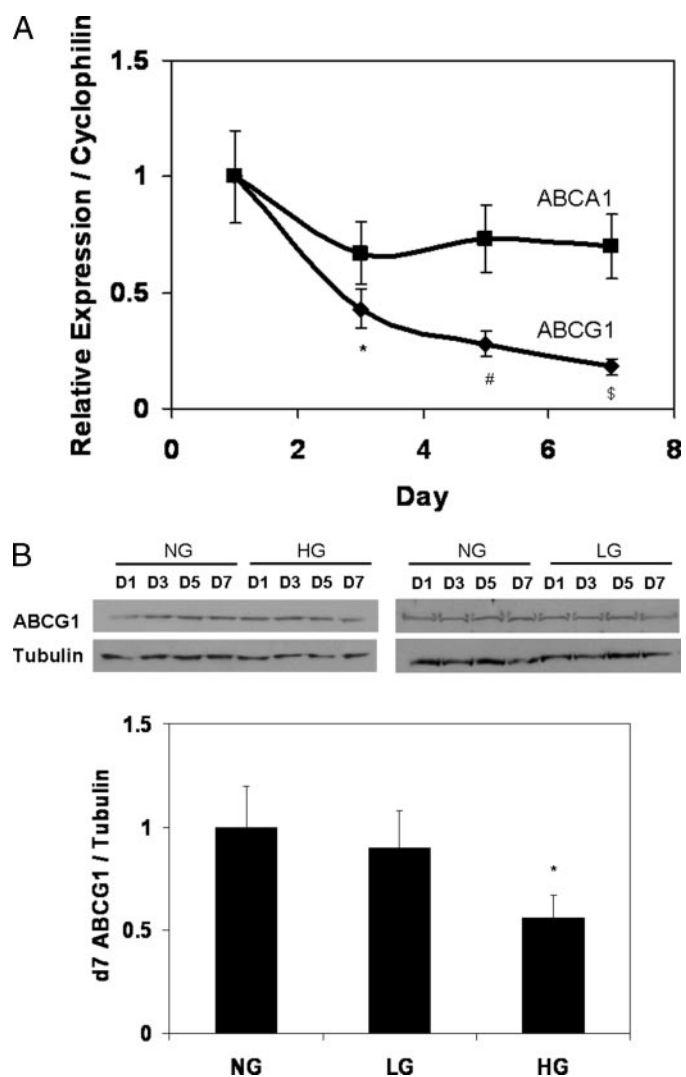 A
Relative Expression / Cyclophilin
1.5
1
0.5
0
ABCA1
ABCG1
*
#
$
0 2 4 6 8
Day
B
NG HG NG LG
D1 D3 D5 D7 D1 D3 D5 D7 D1 D3 D5 D7 D1 D3 D5 D7
ABCG1
Tubulin
d7 ABCG1 / Tubulin
1.5
1
0.5
0
*
NG LG HG